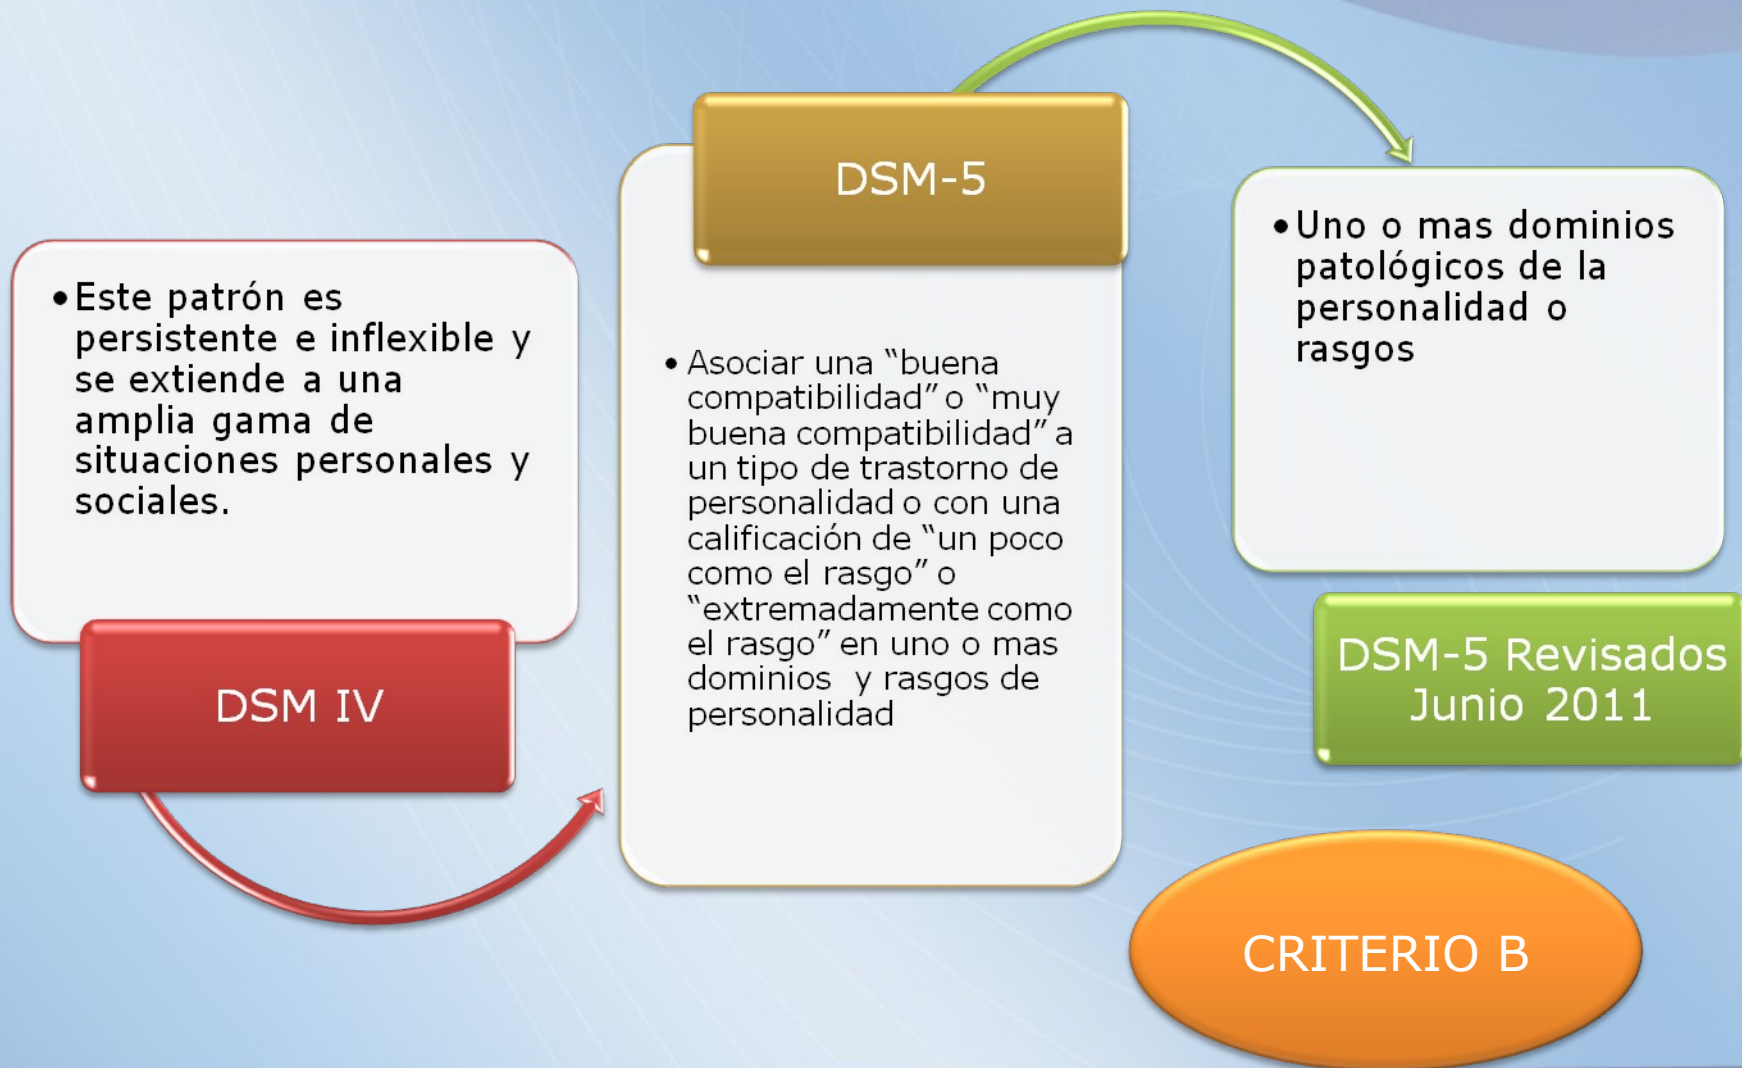 •Este patrón es
persistente e inflexible y
se extiende a una
amplia gama de
situaciones personales y
sociales.
DSM IV
DSM-5
• Asociar una “buena
compatibilidad” o “muy
buena compatibilidad” a
un tipo de trastorno de
personalidad o con una
calificación de “un poco
como el rasgo” o
“extremadamente como
el rasgo” en uno o mas
dominios y rasgos de
personalidad
•Uno o mas dominios
patológicos de la
personalidad o
rasgos
DSM-5 Revisados
Junio 2011
CRITERIO B